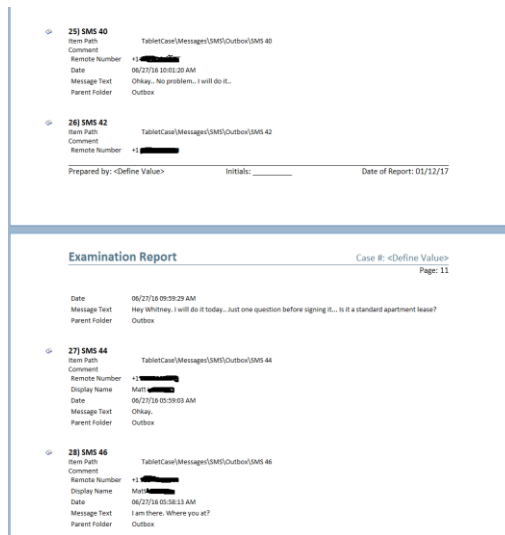 25) SMS 40
Item Path TabletCase\Messages\SMS\Outbox\SMS 40
Comment
Remote Number +1
Date 06/27/16 10:01:20 AM
Message Text Ohkay.. No problem.. I will do it..
Parent Folder Outbox
26) SMS 42
Item Path TabletCase\Messages\SMS\Outbox\SMS 42
Comment
Remote Number +1
Prepared by: <Define Value> Initials: __________ Date of Report: 01/12/17
Examination Report Case #: <Define Value>
Page: 11
Date 06/27/16 09:59:29 AM
Message Text Hey Whitney. I will do it today.. Just one question before signing it... Is it a standard apartment lease?
Parent Folder Outbox
27) SMS 44
Item Path TabletCase\Messages\SMS\Outbox\SMS 44
Comment
Remote Number +1
Display Name Matt
Date 06/27/16 05:59:03 AM
Message Text Ohkay.
Parent Folder Outbox
28) SMS 46
Item Path TabletCase\Messages\SMS\Outbox\SMS 46
Comment
Remote Number +1
Display Name Matt
Date 06/27/16 05:58:13 AM
Message Text I am there. Where you at?
Parent Folder Outbox